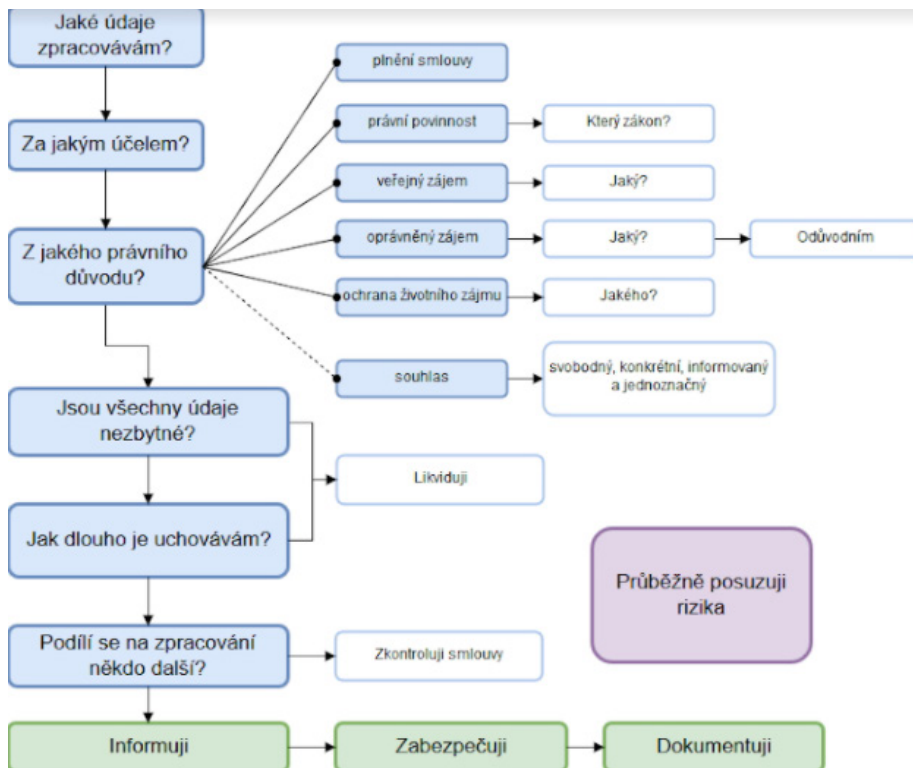 Jaké údaje
zpracovávám?
plnění smlouvy
právní povinnost
Který zákon?
Za jakým účelem?
veřejný zájem
Jaký?
Z jakého právního
důvodu?
oprávněný zájem
Jaký?
Odůvodním
ochrana životního zájmu
Jakého?
souhlas
svobodný, konkrétní, informovaný
a jednoznačný
Jsou všechny údaje
nezbytné?
Likviduji
Jak dlouho je uchovávám?
Průběžně posuzuji
rizika
Podílí se na zpracování
někdo další?
Zkontroluji smlouvy
Informuji
Zabezpečuji
Dokumentuji